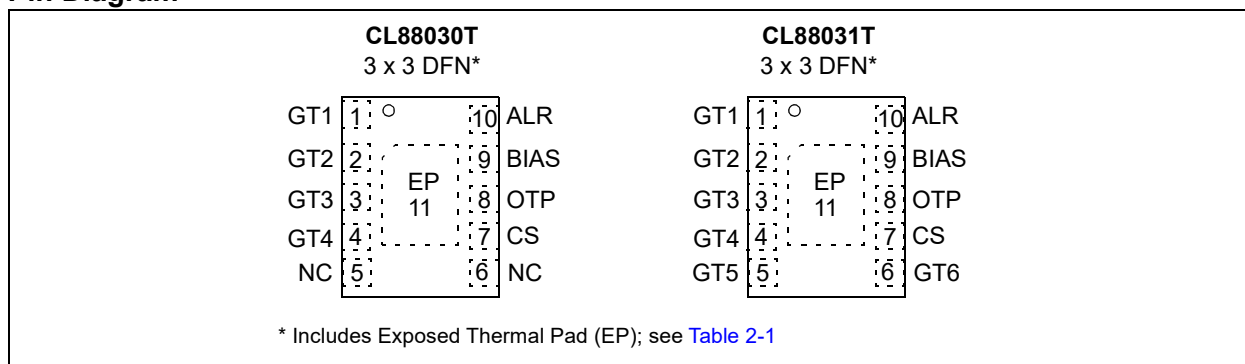 CL88030T
3 x 3 DFN*
GT1 1 10 ALR
GT2 2 9 BIAS
GT3 3 EP 8 OTP
11
GT4 4 7 CS
NC 5 6 NC
CL88031T
3 x 3 DFN*
GT1 1 10 ALR
GT2 2 9 BIAS
GT3 3 EP 8 OTP
11
GT4 4 7 CS
GT5 5 6 GT6
* Includes Exposed Thermal Pad (EP); see Table 2-1